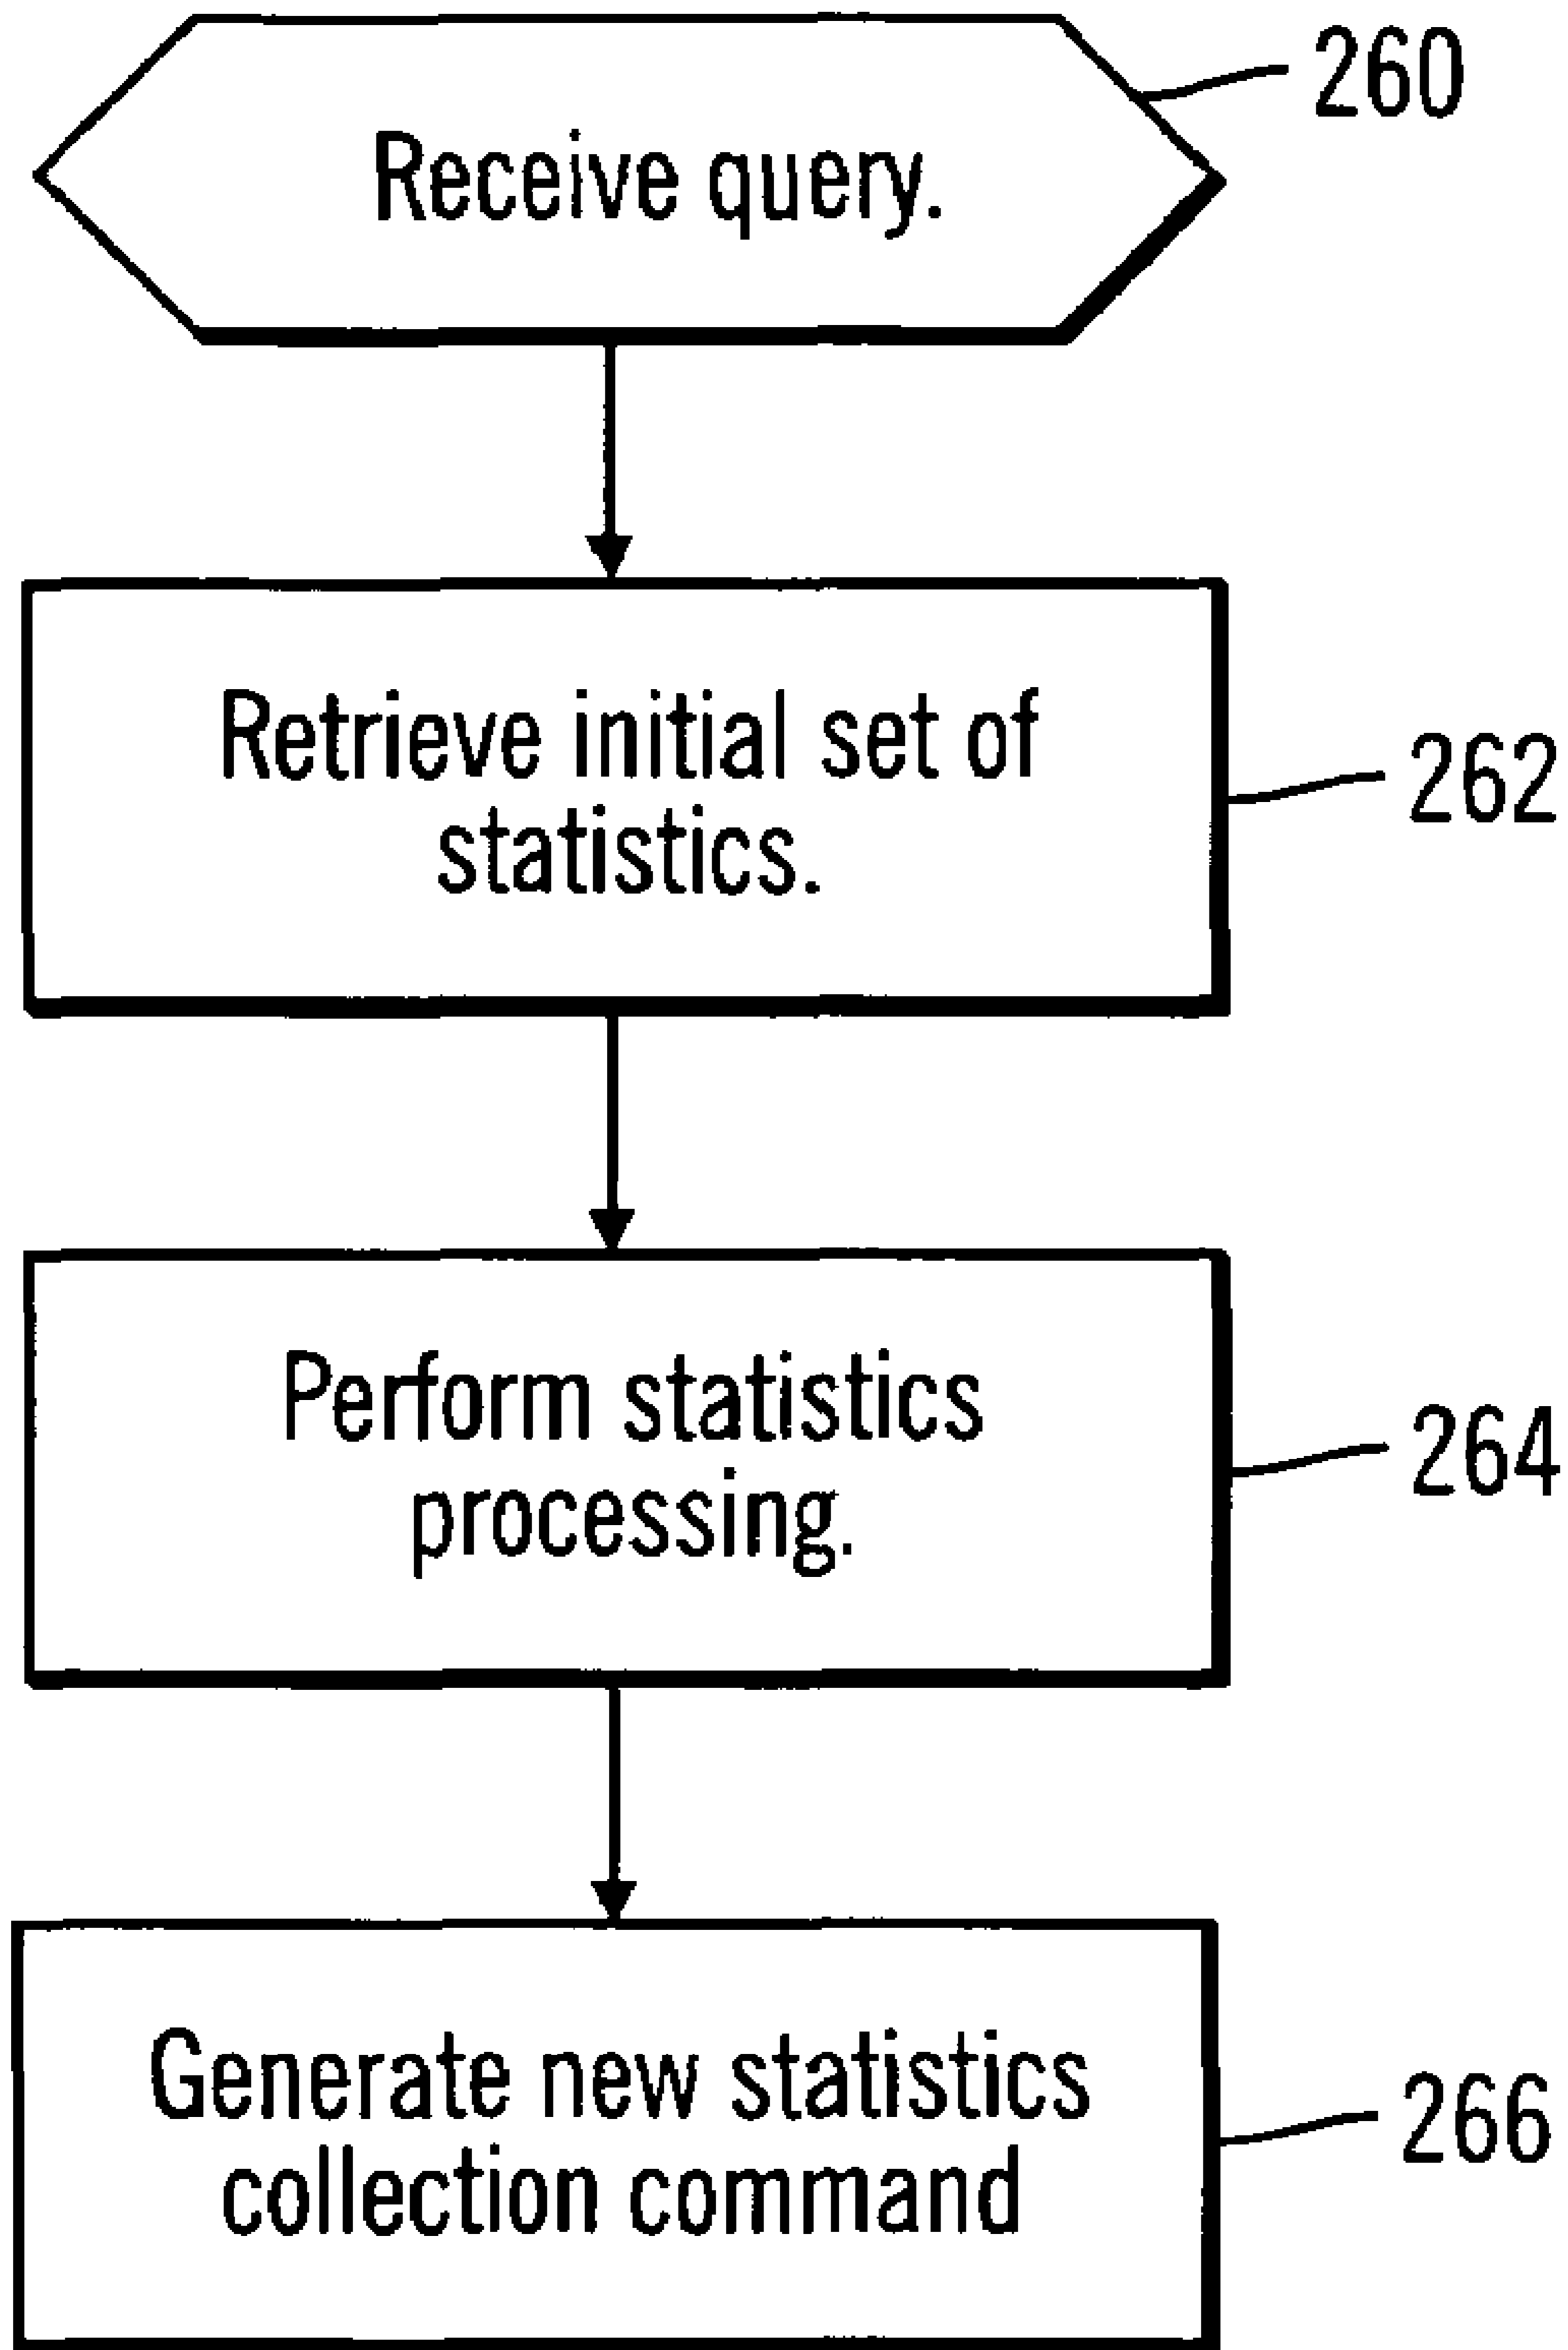 260
Receive query.
Retrieve initial set of
statistics.
262
Perform statistics
processing.
264
Generate new statistics
collection command
266